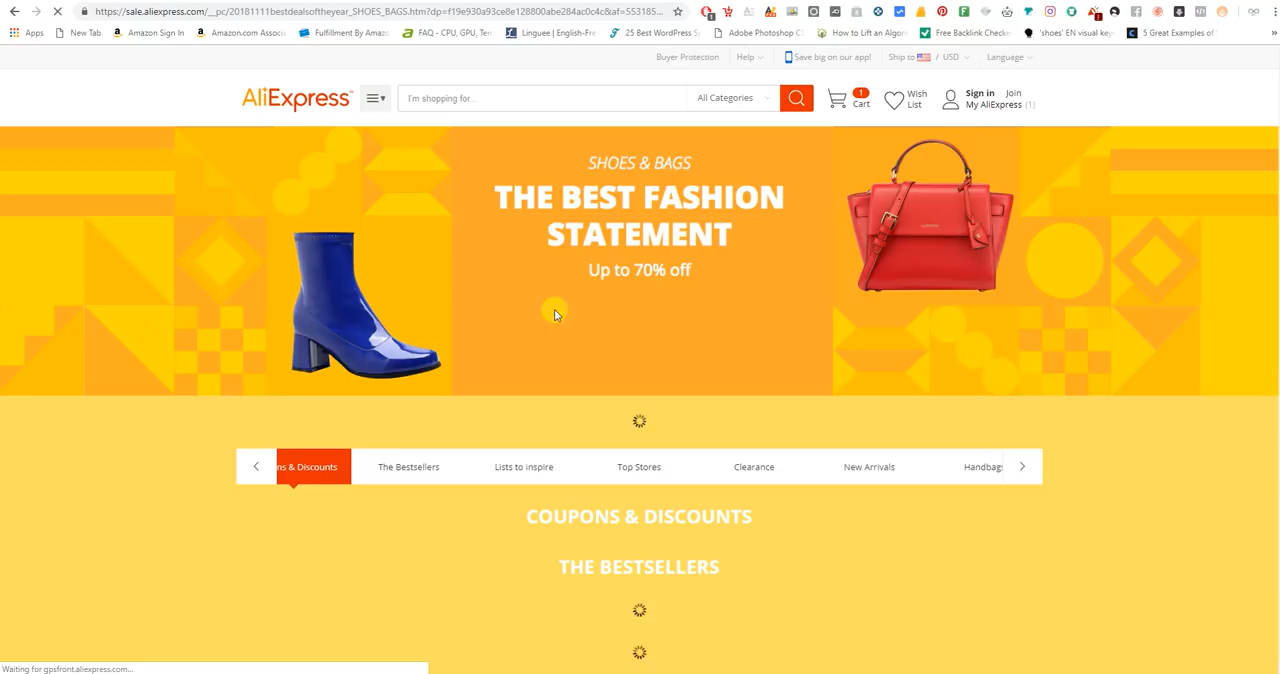 https://sale.aliexpress.com/__pc/20181111bestdealsoftheyear_SHOES_BAGS.htm?dp=f19e930a93ce8e128800abe284ac0c4c&af=553185...
Apps New Tab Amazon Sign In Amazon.com Associ Fulfillment By Amaz FAQ - CPU, GPU, Ten Linguee | English-Fre 25 Best WordPress S Adobe Photoshop C How to Lift an Algor Free Backlink Checke 'shoes' EN visual key 5 Great Examples of
Buyer Protection Help Save big on our app! Ship to / USD Language
AliExpress I'm shopping for... All Categories 1 Cart Wish List Sign in Join My AliExpress (1)
SHOES & BAGS
THE BEST FASHION
STATEMENT
Up to 70% off
ns & Discounts The Bestsellers Lists to inspire Top Stores Clearance New Arrivals Handbag
COUPONS & DISCOUNTS
THE BESTSELLERS
Waiting for gpsfront.aliexpress.com...